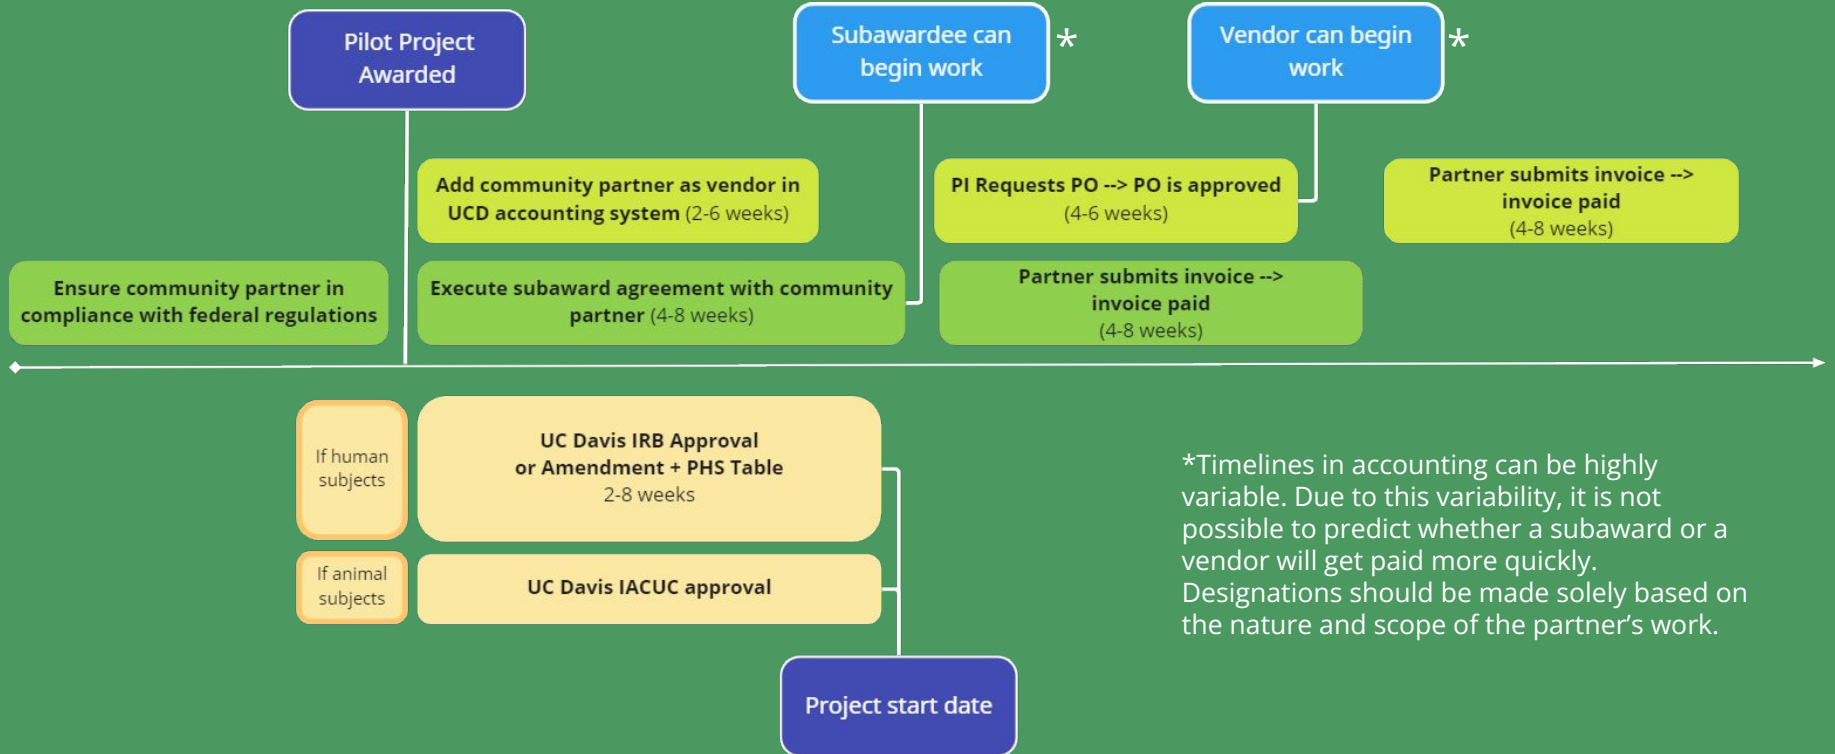 Pilot Project
Awarded
Subawardee can
begin work
*
Vendor can begin
work
*
Add community partner as vendor in
UCD accounting system (2-6 weeks)
PI Requests PO --> PO is approved
(4-6 weeks)
Partner submits invoice -->
invoice paid
(4-8 weeks)
Ensure community partner in
compliance with federal regulations
Execute subaward agreement with community
partner (4-8 weeks)
Partner submits invoice -->
invoice paid
(4-8 weeks)
If human
subjects
UC Davis IRB Approval
or Amendment + PHS Table
2-8 weeks
If animal
subjects
UC Davis IACUC approval
Project start date
*Timelines in accounting can be highly
variable. Due to this variability, it is not
possible to predict whether a subaward or a
vendor will get paid more quickly.
Designations should be made solely based on
the nature and scope of the partner’s work.